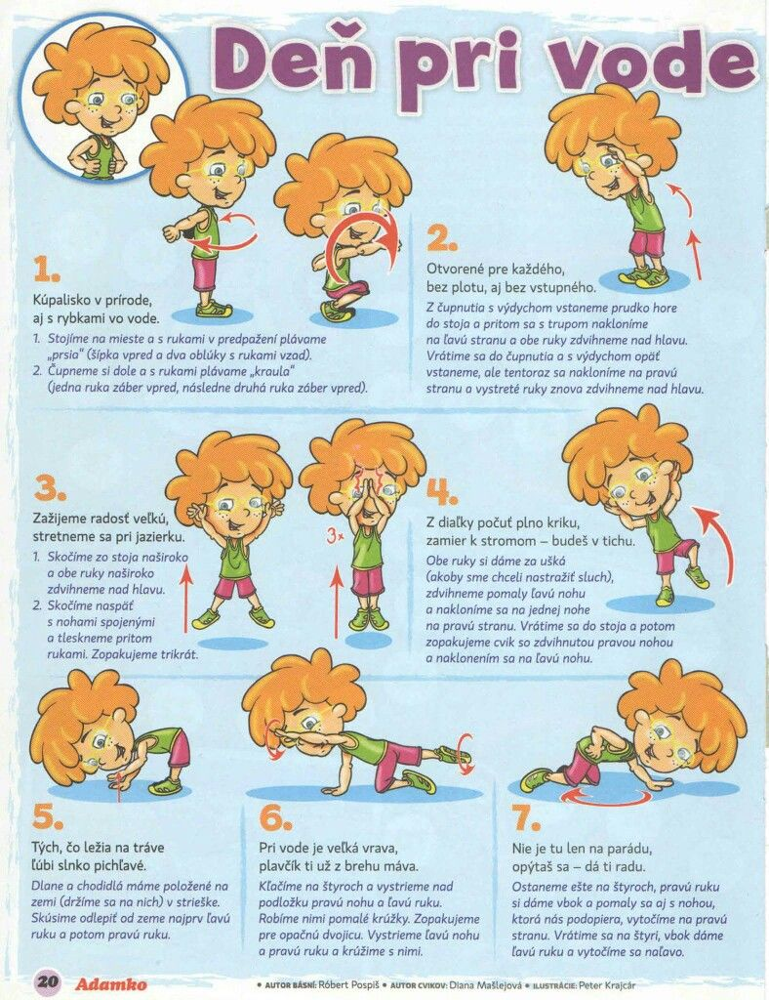 Deň pri vode
1.
Kúpalisko v prírode,
aj s rybkami vo vode.
1. Stojíme na mieste a s rukami v predpažení plávame
„prsia“ (šípka vpred a dva oblúky s rukami vzad).
2. Čupneme si dole a s rukami plávame „kraula“
(jedna ruka záber vpred, následne druhá ruka záber vpred).
2.
Otvorené pre každého,
bez plotu, aj bez vstupného.
Z čupnutia s výdychom vstaneme prudko hore
do stoja a pritom sa s trupom nakloníme
na ľavú stranu a obe ruky zdvihneme nad hlavu.
Vrátime sa do čupnutia a s výdychom opäť
vstaneme, ale tentoraz sa nakloníme na pravú
stranu a vystreté ruky znova zdvihneme nad hlavu.
3.
Zažijeme radosť veľkú,
stretneme sa pri jazierku.
1. Skočíme zo stoja naširoko
a obe ruky naširoko
zdvihneme nad hlavu.
2. Skočíme naspäť
s nohami spojenými
a tleskneme pritom
rukami. Zopakujeme trikrát.
3x
4.
Z diaľky počuť plno kriku,
zamier k stromom – budeš v tichu.
Obe ruky si dáme za ušká
(akoby sme chceli nastražiť sluch),
zdvihneme pomaly ľavú nohu
a nakloníme sa na jednej nohe
na pravú stranu. Vrátime sa do stoja a potom
zopakujeme cvik so zdvihnutou pravou nohou
a naklonením sa na ľavú nohu.
5.
Tých, čo ležia na tráve
ľúbi slnko pichľavé.
Dlane a chodidlá máme položené na
zemi (držíme sa na nich) v strieške.
Skúsime odlepiť od zeme najprv ľavú
ruku a potom pravú ruku.
6.
Pri vode je veľká vrava,
plavčík ti už z brehu máva.
Kľačíme na štyroch a vystrieme nad
podložku pravú nohu a ľavú ruku.
Robíme nimi pomalé krúžky. Zopakujeme
pre opačnú dvojicu. Vystrieme ľavú nohu
a pravú ruku a krúžime s nimi.
7.
Nie je tu len na parádu,
opýtaj sa – dá ti radu.
Ostaneme ešte na štyroch, pravú ruku
si dáme vbok a pomaly sa aj s nohou,
ktorá nás podopiera, vytočíme na pravú
stranu. Vrátime sa na štyri, vbok dáme
ľavú ruku a vytočíme sa naľavo.
20 Adamko
• AUTOR BÁSNÍ: Róbert Pospiš • AUTOR CVIKOV: Diana Mašlejová • ILUSTRÁCIE: Peter Krajcár